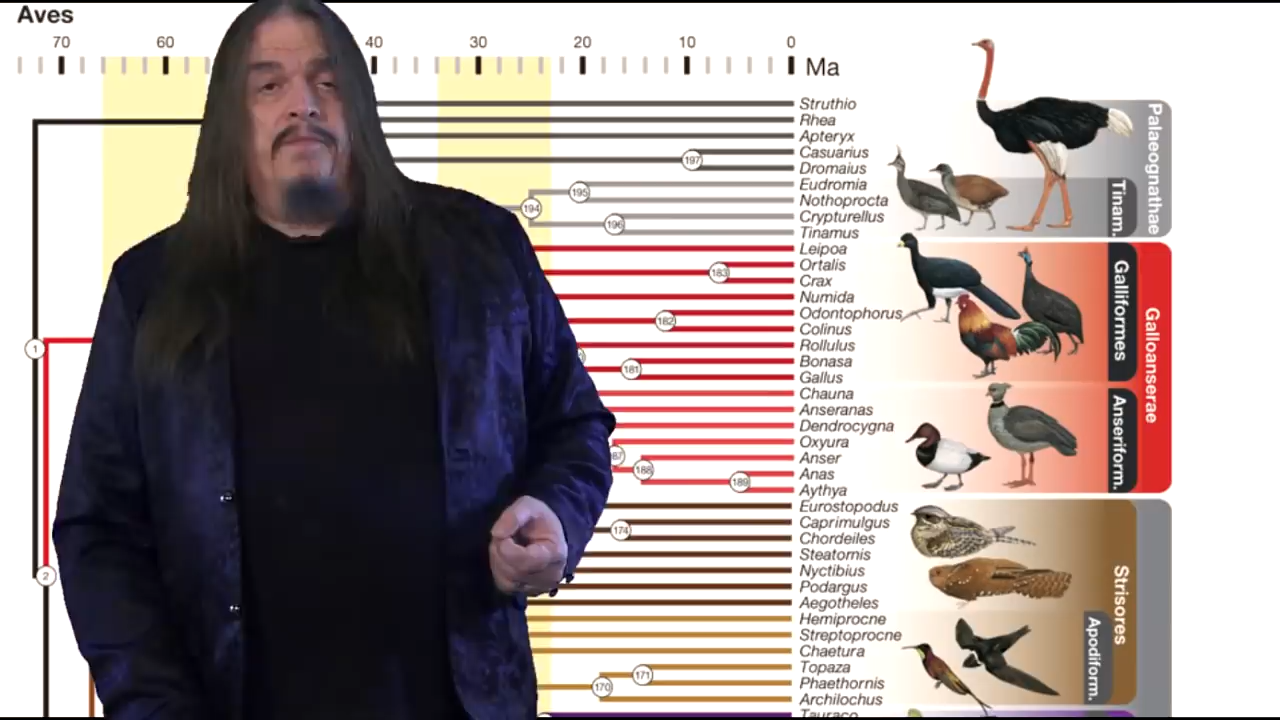 Aves
70 60 40 30 20 10 0 Ma
Struthio
Rhea
Apteryx
Casuarius
197
Dromaius
Eudromia
195
Nothoprocta
194
Crypturellus
196
Tinamus
Palaeognathae
Tinam.
Leipoa
Ortalis
183
Crax
Numida
Odontophorus
182
Colinus
Rollulus
Bonasa
181
Gallus
Galliformes
Galloanserae
1
Chauna
Anseranas
Dendrocygna
Oxyura
87
Anser
188
Anas
189
Aythya
Anseriform.
Eurostopodus
Caprimulgus
174
Chordeiles
Steatornis
Nyctibius
2
Podargus
Aegotheles
Hemiprocne
Streptoprocne
Chaetura
Topaza
171
Phaethornis
170
Archilochus
Strisores
Apodiform.
Tauraco